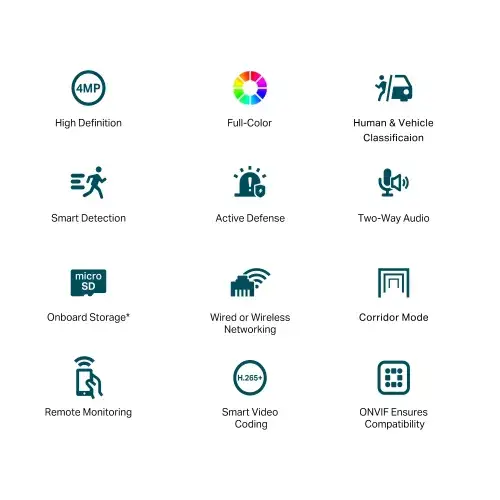 4MP
High Definition
Full-Color
Human & Vehicle
Classificaion
Smart Detection
Active Defense
Two-Way Audio
micro
SD
Onboard Storage*
Wired or Wireless
Networking
Corridor Mode
Remote Monitoring
H.265+
Smart Video
Coding
ONVIF Ensures
Compatibility